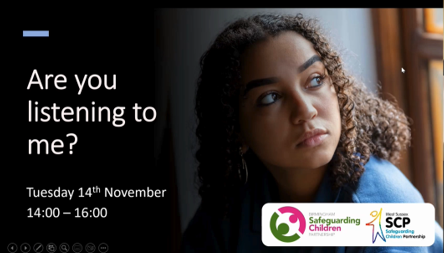 Are you
listening to
me?
Tuesday 14th November
14:00 – 16:00
Safeguarding
Children
SCP
Safeguarding
Children Partnership